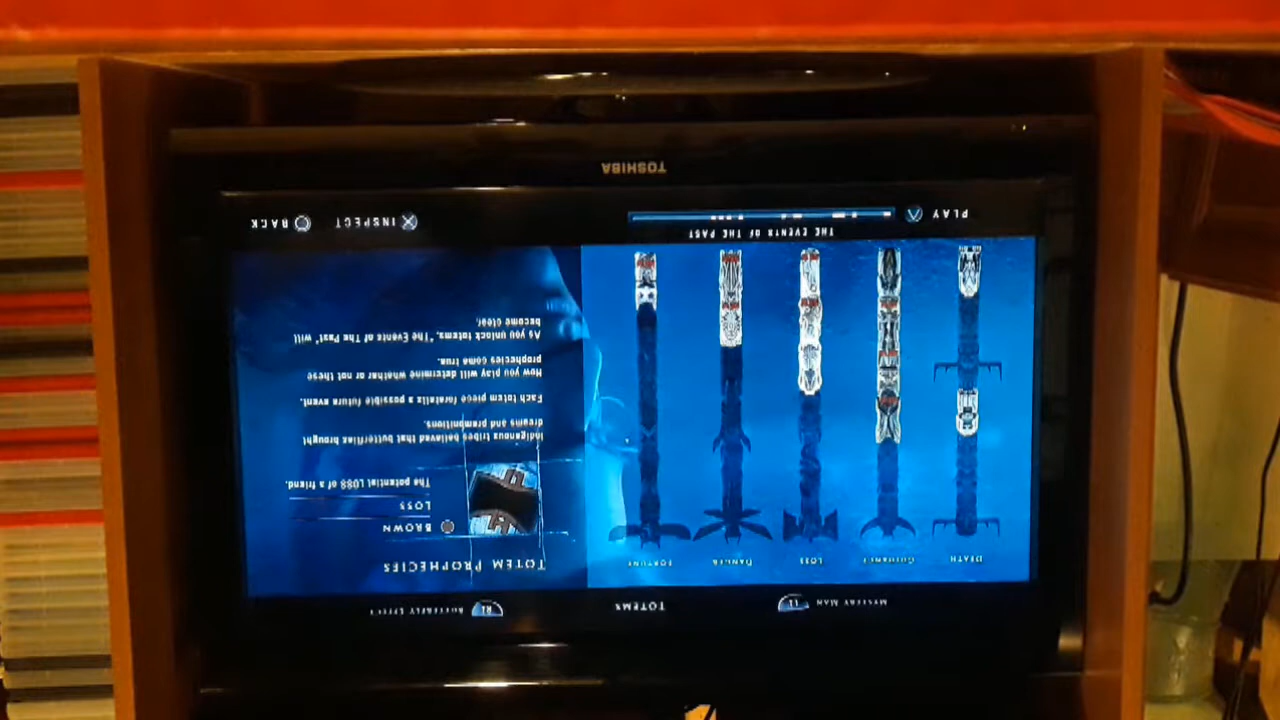 MYSTERY MAN L1
TOTEMS
R1 BUTTERFLY EFFECT
DEATH
GUIDANCE
LOSS
DANGER
FORTUNE
TOTEM PROPHECIES
BROWN
LOSS
The potential LOSS of a friend.
Indigenous tribes believed that butterflies brought
dreams and premonitions.
Each totem piece foretells a possible future event.
How you play will determine whether or not these
prophecies come true.
As you unlock totems, "The Events of The Past" will
become clear.
THE EVENTS OF THE PAST
PLAY
INSPECT
BACK
TOSHIBA